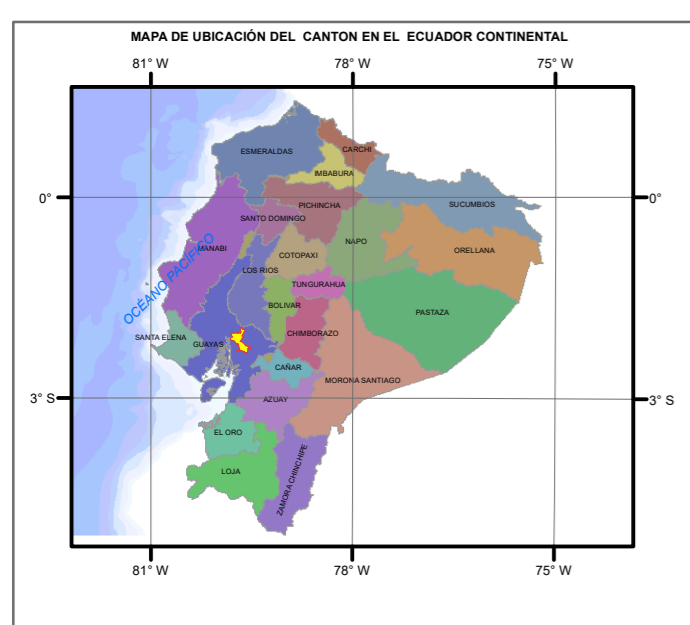 MAPA DE UBICACIÓN DEL CANTON EN EL ECUADOR CONTINENTAL
81° W
78° W
75° W
ESMERALDAS
CARCHI
IMBABURA
0°
0°
PICHINCHA
SUCUMBIOS
SANTO DOMINGO
NAPO
MANABI
ORELLANA
COTOPAXI
OCÉANO PACIFICO
LOS RIOS
TUNGURAHUA
BOLIVAR
PASTAZA
SANTA ELENA
GUAYAS
CHIMBORAZO
CAÑAR
MORONA SANTIAGO
3° S
3° S
AZUAY
EL ORO
LOJA
ZAMORA CHINCHIPE
81° W
78° W
75° W